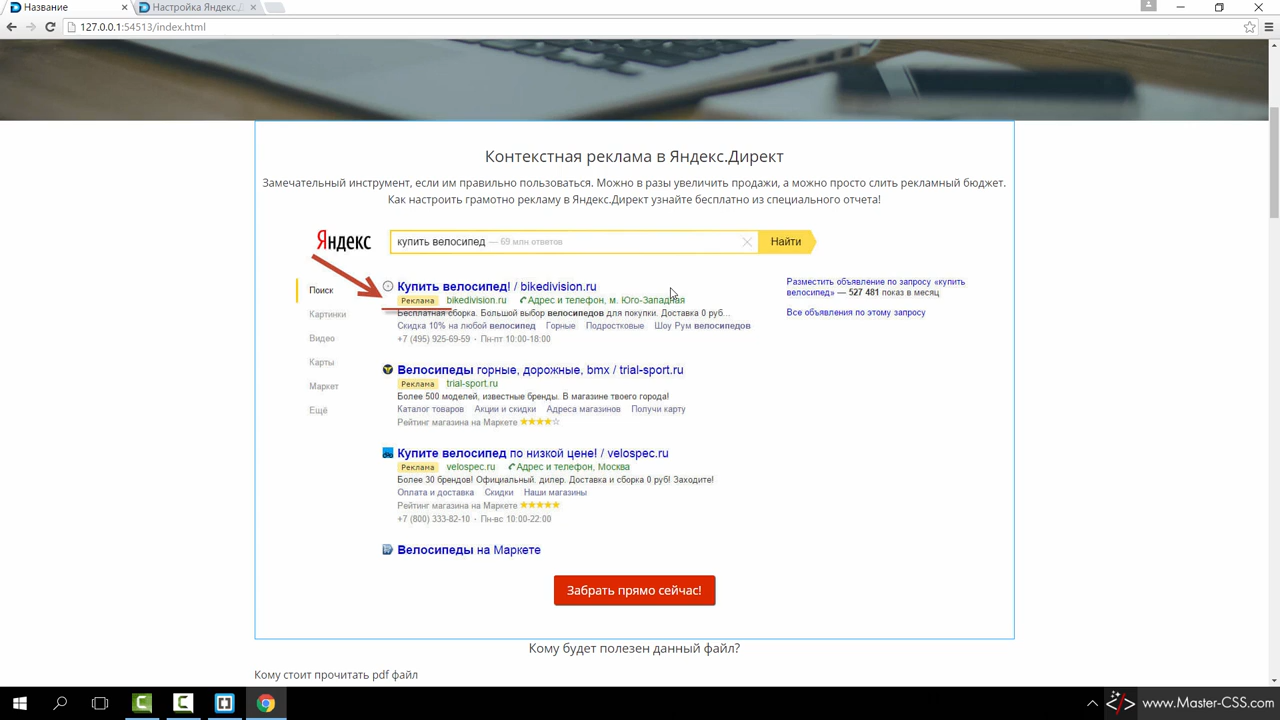 Название
Настройка Яндекс.Д
127.0.0.1:54513/index.html
Контекстная реклама в Яндекс.Директ
Замечательный инструмент, если им правильно пользоваться. Можно в разы увеличить продажи, а можно просто слить рекламный бюджет.
Как настроить грамотно рекламу в Яндекс.Директ узнайте бесплатно из специального отчета!
Яндекс
купить велосипед — 69 млн ответов
Найти
Поиск
Картинки
Видео
Карты
Маркет
Ещё
Купить велосипед! / bikedivision.ru
Реклама bikedivision.ru Адрес и телефон, м. Юго-Западная
Бесплатная сборка. Большой выбор велосипедов для покупки. Доставка 0 руб...
Скидка 10% на любой велосипед Горные Подростковые Шоу Рум велосипедов
+7 (495) 925-69-59 · Пн-пт 10:00-18:00
Велосипеды горные, дорожные, bmx / trial-sport.ru
Реклама trial-sport.ru
Более 500 моделей, известные бренды. В магазине твоего города!
Каталог товаров Акции и скидки Адреса магазинов Получи карту
Рейтинг магазина на Маркете
Купите велосипед по низкой цене! / velospec.ru
Реклама velospec.ru Адрес и телефон, Москва
Более 30 брендов! Официальный. дилер. Доставка и сборка 0 руб! Заходите!
Оплата и доставка Скидки Наши магазины
Рейтинг магазина на Маркете
+7 (800) 333-82-10 · Пн-вс 10:00-22:00
Велосипеды на Маркете
Разместить объявление по запросу «купить
велосипед» — 527 481 показ в месяц
Все объявления по этому запросу
Забрать прямо сейчас!
Кому будет полезен данный файл?
Кому стоит прочитать pdf файл
www.Master-CSS.com